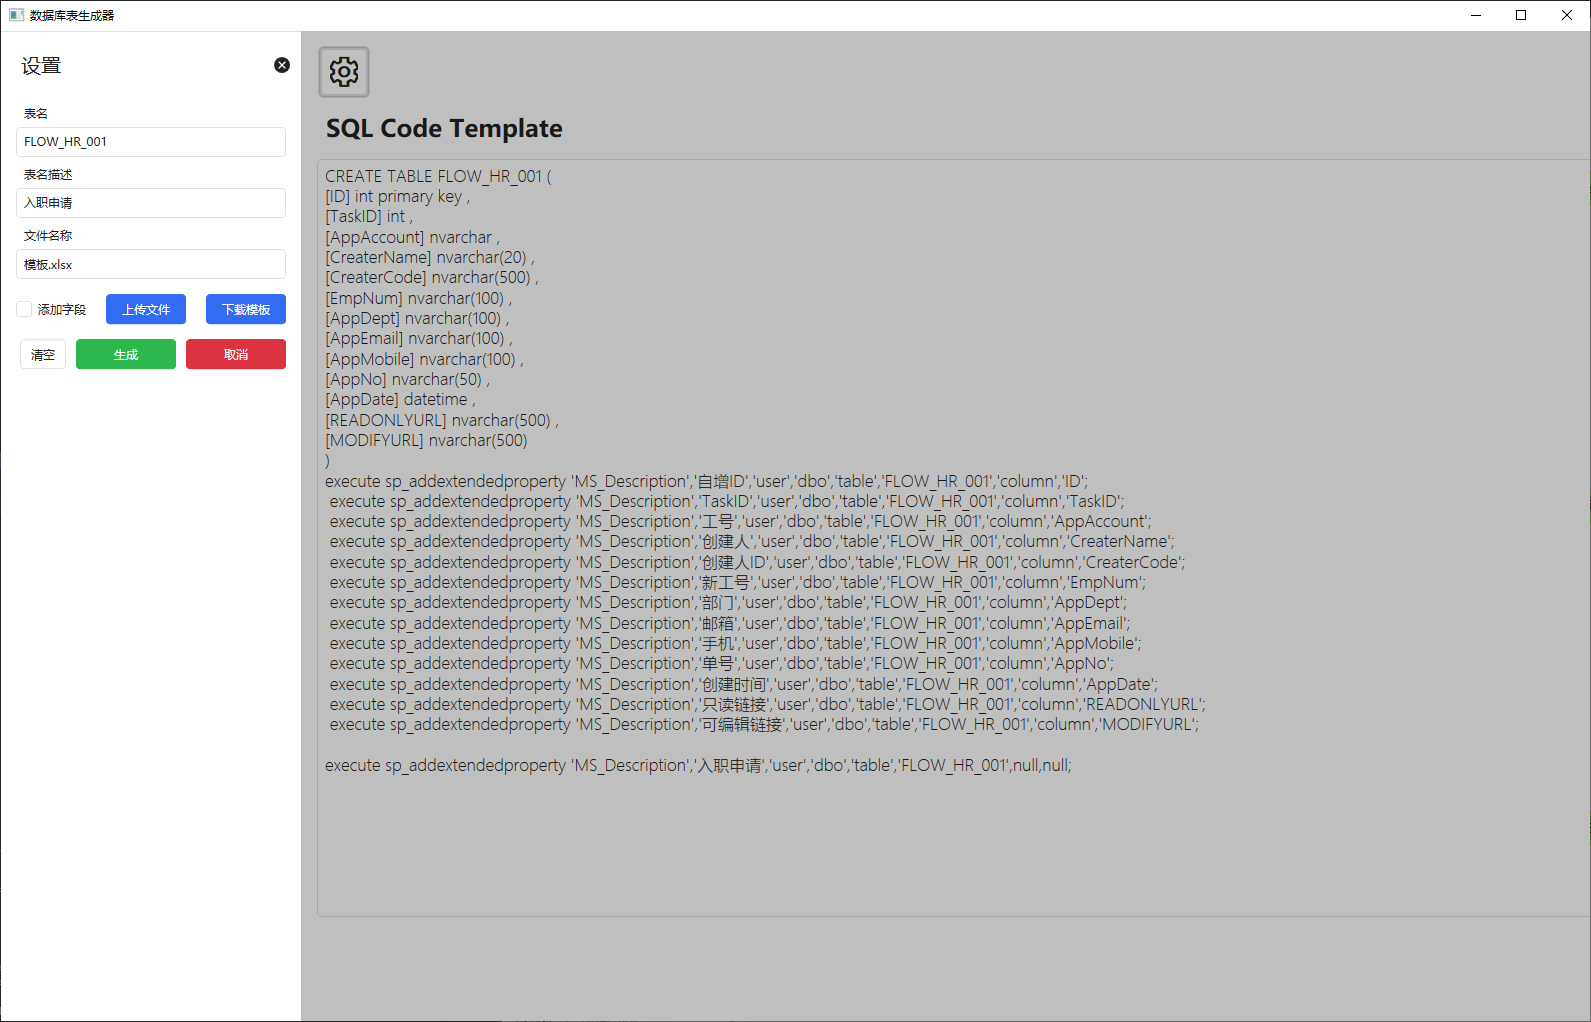 数据库表生成器
设置
表名
FLOW_HR_001
表名描述
入职申请
文件名称
模板.xlsx
添加字段
上传文件
下载模板
清空
生成
取消
SQL Code Template
CREATE TABLE FLOW_HR_001 (
[ID] int primary key ,
[TaskID] int ,
[AppAccount] nvarchar ,
[CreaterName] nvarchar(20) ,
[CreaterCode] nvarchar(500) ,
[EmpNum] nvarchar(100) ,
[AppDept] nvarchar(100) ,
[AppEmail] nvarchar(100) ,
[AppMobile] nvarchar(100) ,
[AppNo] nvarchar(50) ,
[AppDate] datetime ,
[READONLYURL] nvarchar(500) ,
[MODIFYURL] nvarchar(500)
)
execute sp_addextendedproperty 'MS_Description','自增ID','user','dbo','table','FLOW_HR_001','column','ID';
execute sp_addextendedproperty 'MS_Description','TaskID','user','dbo','table','FLOW_HR_001','column','TaskID';
execute sp_addextendedproperty 'MS_Description','工号','user','dbo','table','FLOW_HR_001','column','AppAccount';
execute sp_addextendedproperty 'MS_Description','创建人','user','dbo','table','FLOW_HR_001','column','CreaterName';
execute sp_addextendedproperty 'MS_Description','创建人ID','user','dbo','table','FLOW_HR_001','column','CreaterCode';
execute sp_addextendedproperty 'MS_Description','新工号','user','dbo','table','FLOW_HR_001','column','EmpNum';
execute sp_addextendedproperty 'MS_Description','部门','user','dbo','table','FLOW_HR_001','column','AppDept';
execute sp_addextendedproperty 'MS_Description','邮箱','user','dbo','table','FLOW_HR_001','column','AppEmail';
execute sp_addextendedproperty 'MS_Description','手机','user','dbo','table','FLOW_HR_001','column','AppMobile';
execute sp_addextendedproperty 'MS_Description','单号','user','dbo','table','FLOW_HR_001','column','AppNo';
execute sp_addextendedproperty 'MS_Description','创建时间','user','dbo','table','FLOW_HR_001','column','AppDate';
execute sp_addextendedproperty 'MS_Description','只读链接','user','dbo','table','FLOW_HR_001','column','READONLYURL';
execute sp_addextendedproperty 'MS_Description','可编辑链接','user','dbo','table','FLOW_HR_001','column','MODIFYURL';
execute sp_addextendedproperty 'MS_Description','入职申请','user','dbo','table','FLOW_HR_001',null,null;